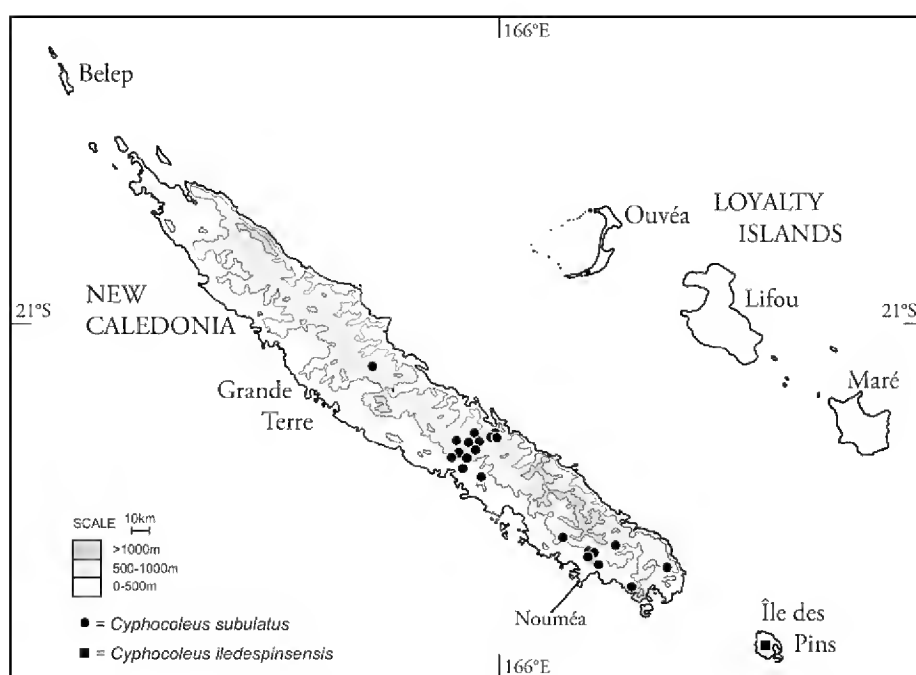 166°E
Belep
Ouvéa
LOYALTY
ISLANDS
Lifou
NEW
CALEDONIA
21°S
21°S
Maré
Grande
Terre
SCALE 10km
>1000m
500-1000m
0-500m
Nouméa
Île des
Pins
= Cyphocoleus subulatus
= Cyphocoleus iledespinsensis
166°E